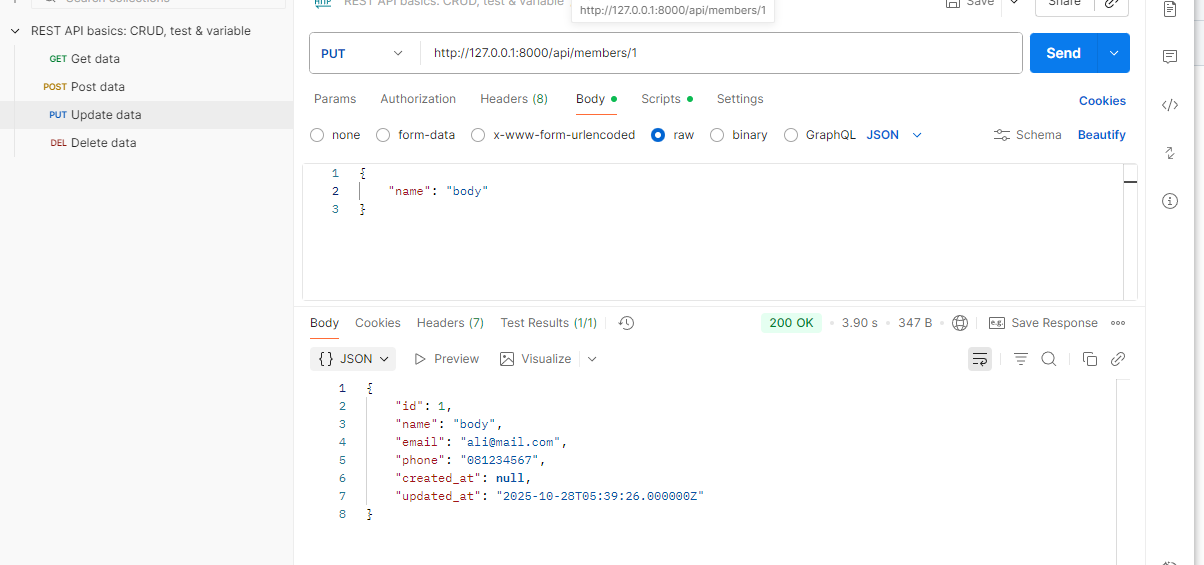 Search collections
HTTP REST API basics: CRUD, test & variable
http://127.0.0.1:8000/api/members/1
Save
Share
REST API basics: CRUD, test & variable
GET Get data
POST Post data
PUT Update data
DEL Delete data
PUT http://127.0.0.1:8000/api/members/1 Send
Params Authorization Headers (8) Body Scripts Settings Cookies
none form-data x-www-form-urlencoded raw binary GraphQL JSON Schema Beautify
1 {
2 "name": "body"
3 }
Body Cookies Headers (7) Test Results (1/1) 200 OK • 3.90 s • 347 B • e.g. Save Response
{} JSON Preview Visualize
1 {
2 "id": 1,
3 "name": "body",
4 "email": "ali@mail.com",
5 "phone": "081234567",
6 "created_at": null,
7 "updated_at": "2025-10-28T05:39:26.000000Z"
8 }